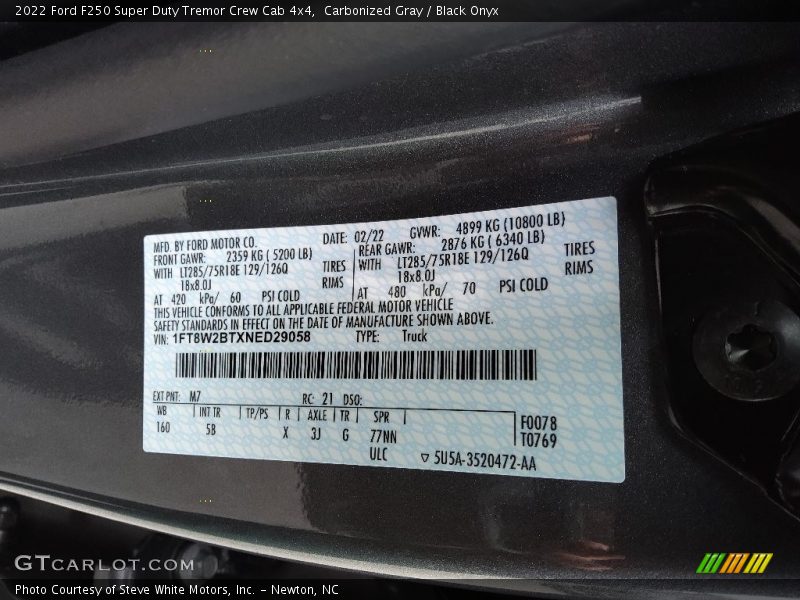 2022 Ford F250 Super Duty Tremor Crew Cab 4x4,  Carbonized Gray / Black Onyx
MFD. BY FORD MOTOR CO. DATE: 02/22 GVWR: 4899 KG (10800 LB)
FRONT GAWR: 2359 KG ( 5200 LB) REAR GAWR: 2876 KG ( 6340 LB)
WITH LT285/75R18E 129/126Q TIRES WITH LT285/75R18E 129/126Q TIRES
18x8.0J RIMS 18x8.0J RIMS
AT 420 kPa/ 60 PSI COLD AT 480 kPa/ 70 PSI COLD
THIS VEHICLE CONFORMS TO ALL APPLICABLE FEDERAL MOTOR VEHICLE
SAFETY STANDARDS IN EFFECT ON THE DATE OF MANUFACTURE SHOWN ABOVE.
VIN: 1FT8W2BTXNED29058 TYPE: Truck
EXT PNT: M7 RC: 21 DSO:
WB INT TR TP/PS R AXLE TR SPR F0078
160 5B X 3J G 77NN T0769
ULC ▽ 5U5A-3520472-AA
GTCARLOT.COM
Photo Courtesy of Steve White Motors, Inc. – Newton, NC